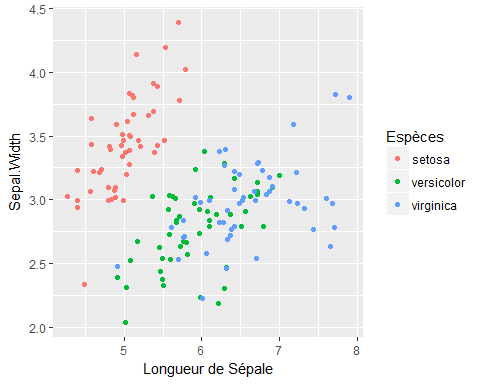 4.5
4.0
3.5
3.0
2.5
2.0
Sepal.Width
5
6
7
8
Longueur de Sépale
Espèces
setosa
versicolor
virginica